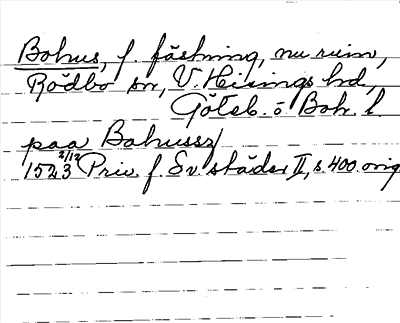 Bohus, f. fästning, nu ruin,
Rödbo sn, V. Hisings hd,
Göteb. o Boh. l.
paa Bohussz/
1523 2/12 Priv. f. Sv. städer II, s. 400. orig